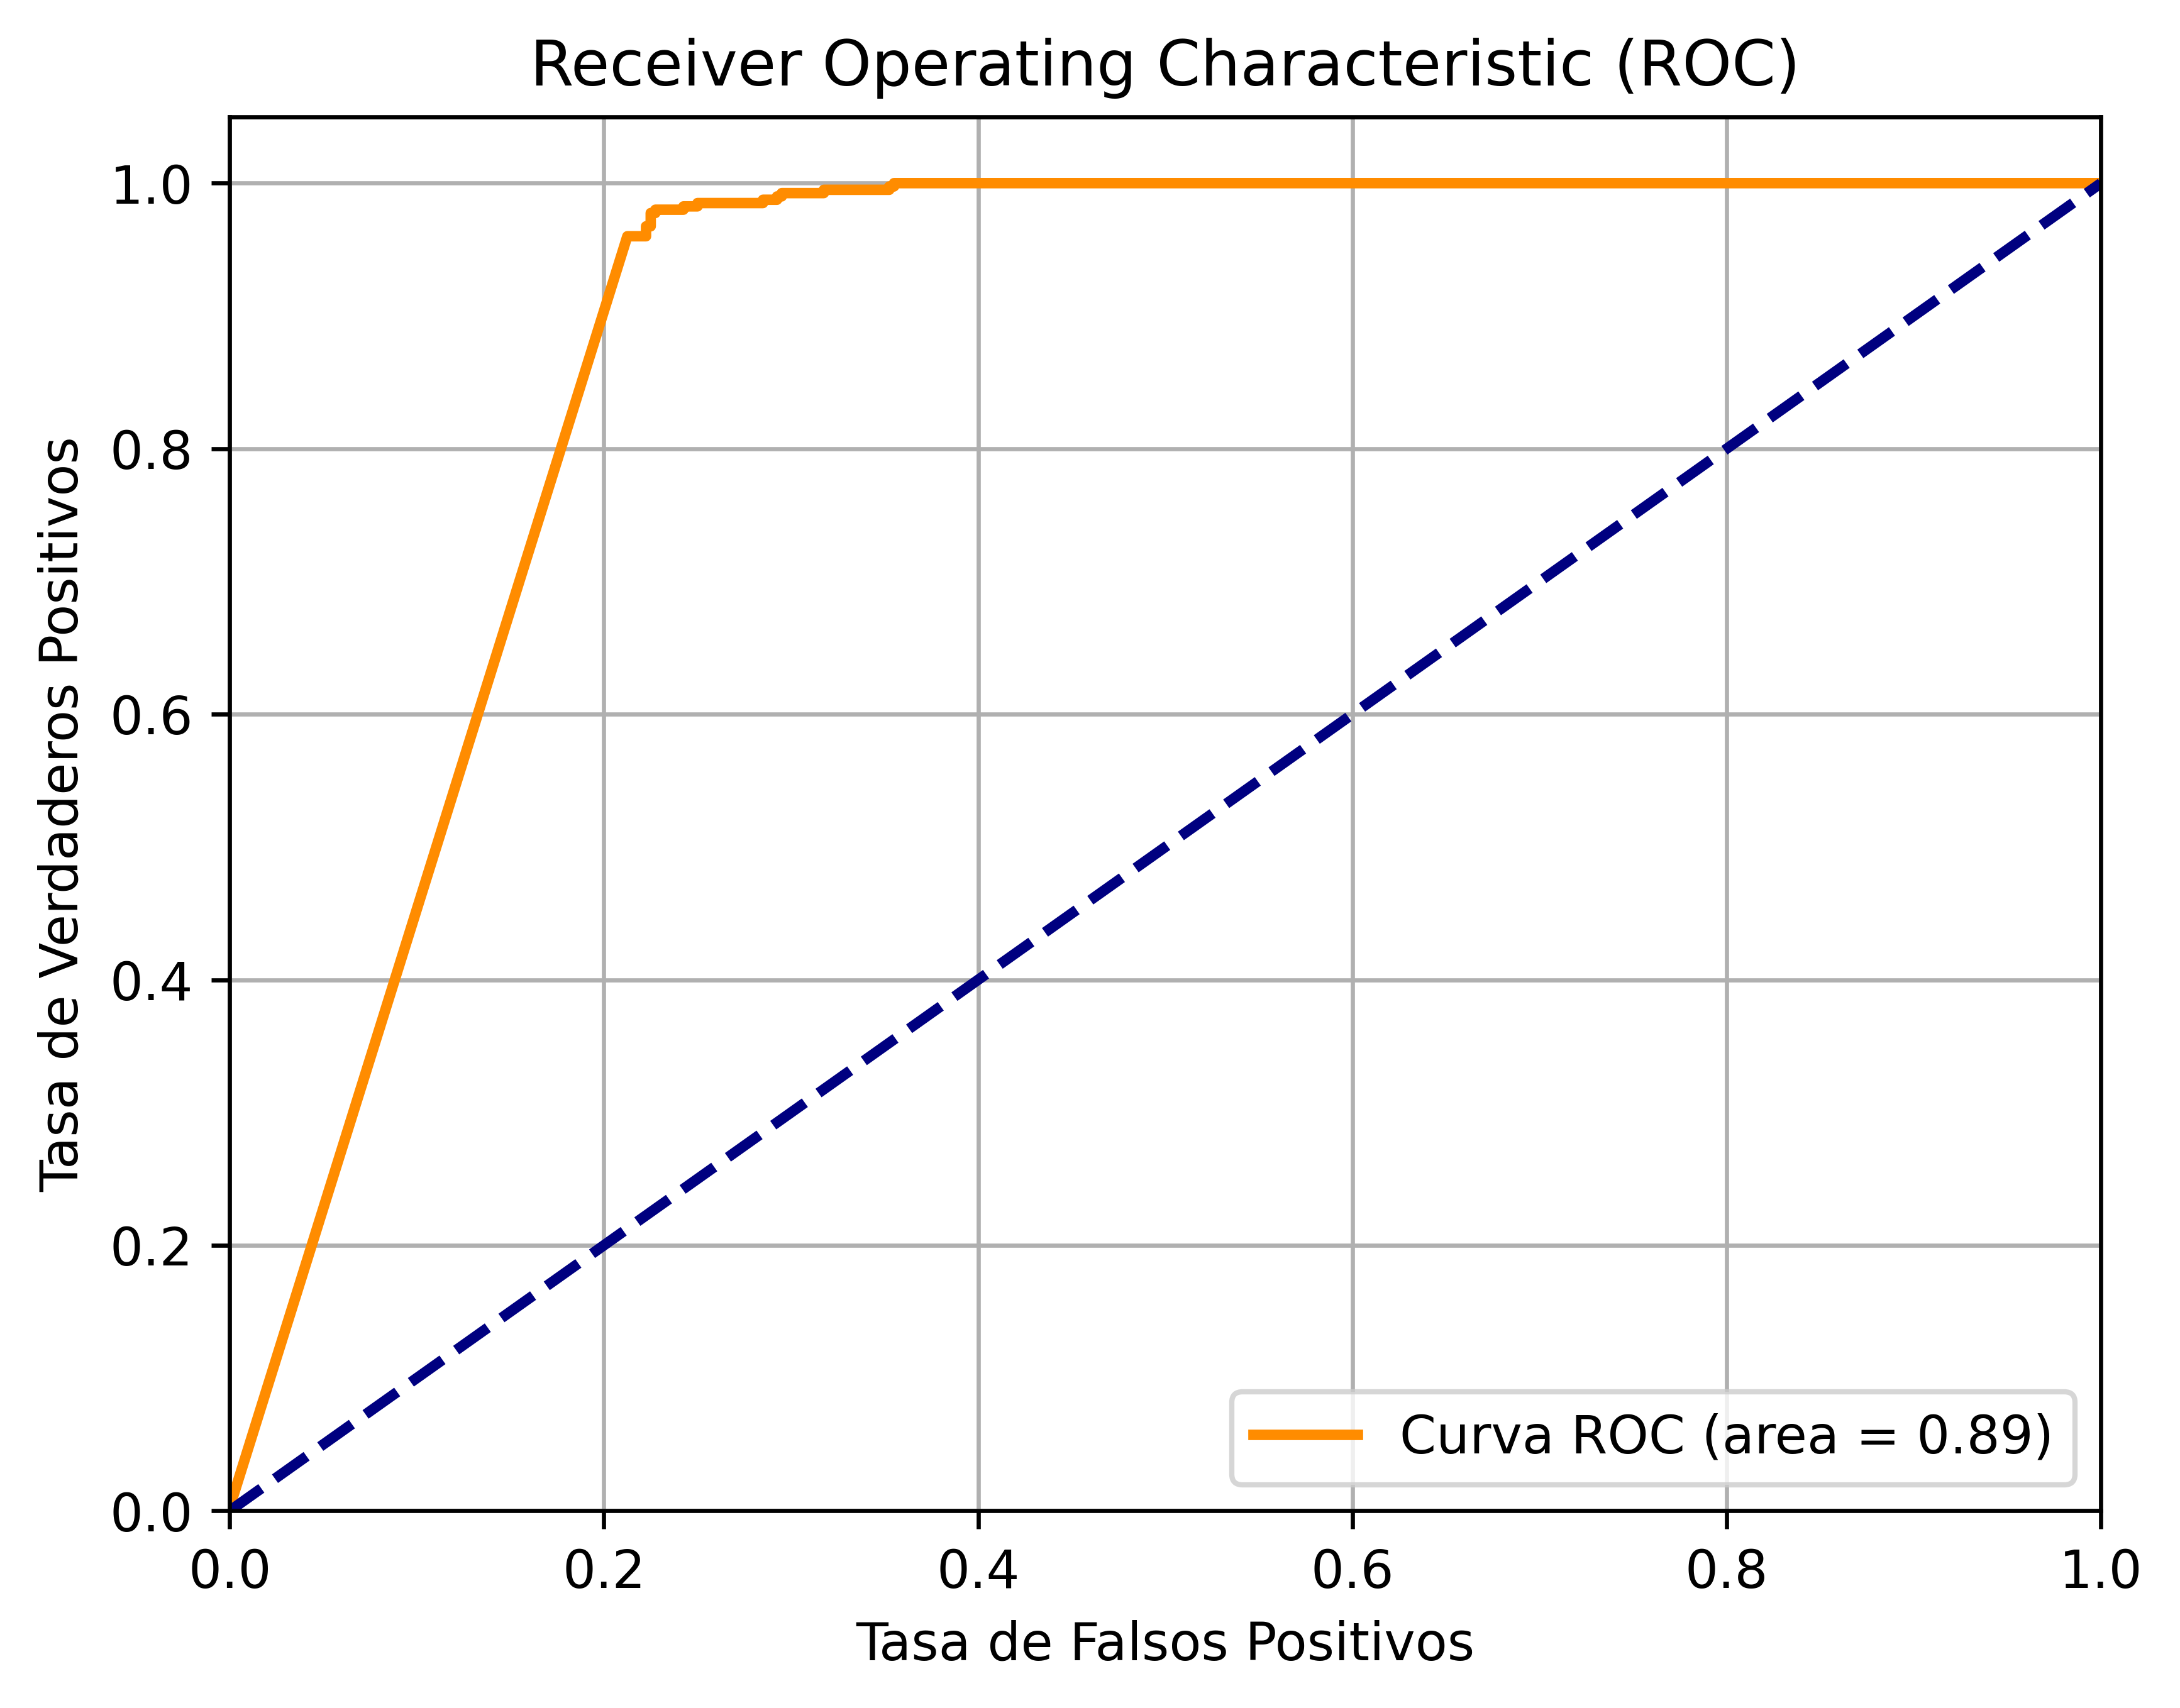 Receiver Operating Characteristic (ROC)
Tasa de Verdaderos Positivos
1.0
0.8
0.6
0.4
0.2
0.0
Curva ROC (area = 0.89)
0.0 0.2 0.4 0.6 0.8 1.0
Tasa de Falsos Positivos